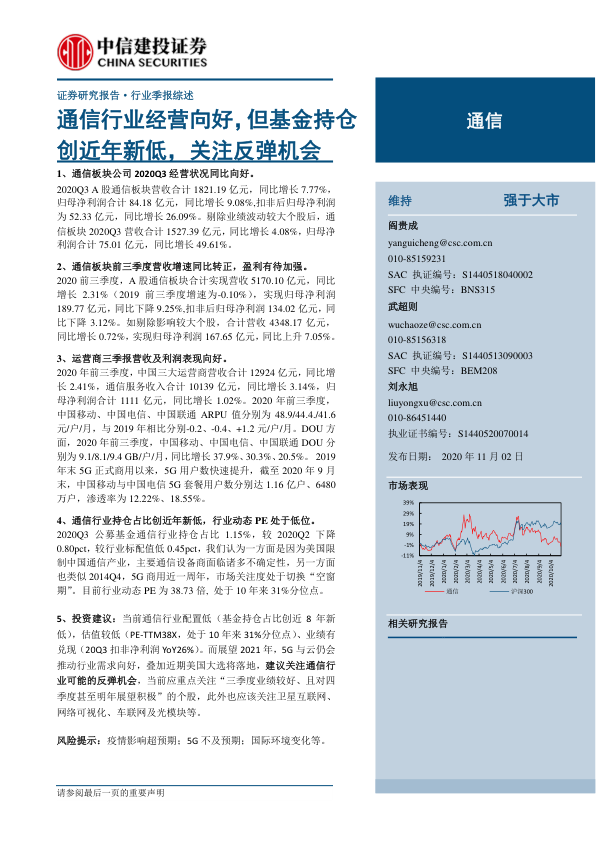 中信建投证券
CHINA SECURITIES
证券研究报告·行业季报综述
通信行业经营向好，但基金持仓
创近年新低，关注反弹机会
1、通信板块公司 2020Q3 经营状况同比向好。
2020Q3 A 股通信板块营收合计 1821.19 亿元，同比增长 7.77%，
归母净利润合计 84.18 亿元，同比增长 9.08%,扣非后归母净利润
为 52.33 亿元，同比增长 26.09%。剔除业绩波动较大个股后，通
信板块 2020Q3 营收合计 1527.39 亿元，同比增长 4.08%，归母净
利润合计 75.01 亿元，同比增长 49.61%。
2、通信板块前三季度营收增速同比转正，盈利有待加强。
2020 前三季度，A 股通信板块合计实现营收 5170.10 亿元，同比
增长 2.31%（2019 前三季度增速为-0.10%），实现归母净利润
189.77 亿元，同比下降 9.25%,扣非后归母净利润 134.02 亿元，同
比下降 3.12%。如剔除影响较大个股，合计营收 4348.17 亿元，
同比增长 0.72%，实现归母净利润 167.65 亿元，同比上升 7.05%。
3、运营商三季报营收及利润表现向好。
2020 年前三季度，中国三大运营商营收合计 12924 亿元，同比增
长 2.41%，通信服务收入合计 10139 亿元，同比增长 3.14%，归
母净利润合计 1111 亿元，同比增长 1.02%。2020 年前三季度，
中国移动、中国电信、中国联通 ARPU 值分别为 48.9/44.4/41.6
元/户/月，与 2019 年相比分别-0.2、-0.4、+1.2 元/户/月。DOU 方
面，2020 年前三季度，中国移动、中国电信、中国联通 DOU 分
别为 9.1/8.1/9.4 GB/户/月,同比增长 37.9%、30.3%、20.5%。 2019
年末 5G 正式商用以来，5G 用户数快速提升，截至 2020 年 9 月
末，中国移动与中国电信 5G 套餐用户数分别达 1.16 亿户、6480
万户，渗透率为 12.22%、18.55%。
4、通信行业持仓占比创近年新低，行业动态 PE 处于低位。
2020Q3 公募基金通信行业持仓占比 1.15%，较 2020Q2 下降
0.80pct，较行业标配值低 0.45pct，我们认为一方面是因为美国限
制中国通信产业，主要通信设备商面临诸多不确定性，另一方面
也类似 2014Q4，5G 商用近一周年，市场关注度处于切换“空窗
期”。目前行业动态 PE 为 38.73 倍, 处于 10 年来 31%分位点。
5、投资建议：当前通信行业配置低（基金持仓占比创近 8 年新
低），估值较低（PE-TTM38X，处于 10 年来 31%分位点）、业绩有
兑现（20Q3 扣非净利润 YoY26%）。而展望 2021 年，5G 与云仍会
推动行业需求向好，叠加近期美国大选将落地，建议关注通信行
业可能的反弹机会，当前应重点关注“三季度业绩较好、且对四
季度甚至明年展望积极”的个股，此外也应该关注卫星互联网、
网络可视化、车联网及光模块等。
风险提示：疫情影响超预期；5G 不及预期；国际环境变化等。
请参阅最后一页的重要声明
通信
维持 强于大市
阎贵成
yanguicheng@csc.com.cn
010-85159231
SAC 执证编号：S1440518040002
SFC 中央编号：BNS315
武超则
wuchaoze@csc.com.cn
010-85156318
SAC 执证编号：S1440513090003
SFC 中央编号：BEM208
刘永旭
liuyongxu@csc.com.cn
010-86451440
执业证书编号：S1440520070014
发布日期： 2020 年 11 月 02 日
市场表现
39%
29%
19%
9%
-1%
-11%
2019/11/4
2019/12/4
2020/1/4
2020/2/4
2020/3/4
2020/4/4
2020/5/4
2020/6/4
2020/7/4
2020/8/4
2020/9/4
2020/10/4
通信 沪深300
相关研究报告